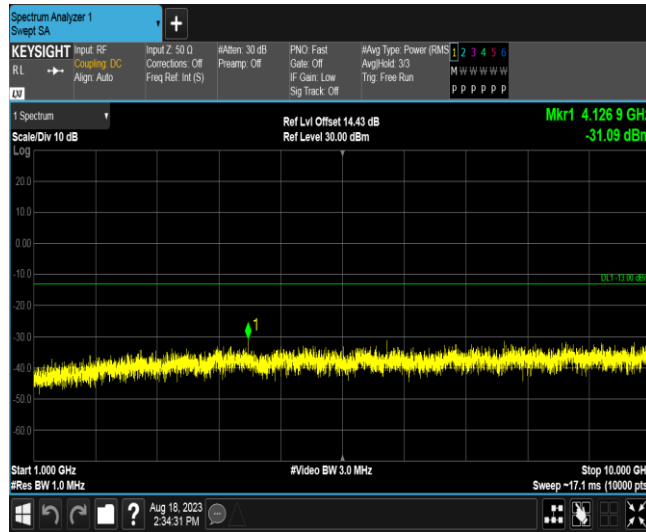 Spectrum Analyzer 1
Swept SA
+
KEYSIGHT Input: RF Input Z: 50 Ω #Atten: 30 dB PNO: Fast #Avg Type: Power (RMS 1 2 3 4 5 6
RL Coupling: DC Corrections: Off Preamp: Off Gate: Off Avg|Hold: 3/3 M W W W W W
Align: Auto Freq Ref: Int (S) IF Gain: Low Trig: Free Run
Sig Track: Off P P P P P P
LXI
1 Spectrum Ref Lvl Offset 14.43 dB Mkr1 4.126 9 GHz
Scale/Div 10 dB Ref Level 30.00 dBm -31.09 dBm
Log
20.0
10.0
0.00
-10.0
DL1 -13.00 dBm
-20.0
1
-30.0
-40.0
-50.0
-60.0
Start 1.000 GHz #Video BW 3.0 MHz Stop 10.000 GHz
#Res BW 1.0 MHz Sweep ~17.1 ms (10000 pts
? Aug 18, 2023
2:34:31 PM